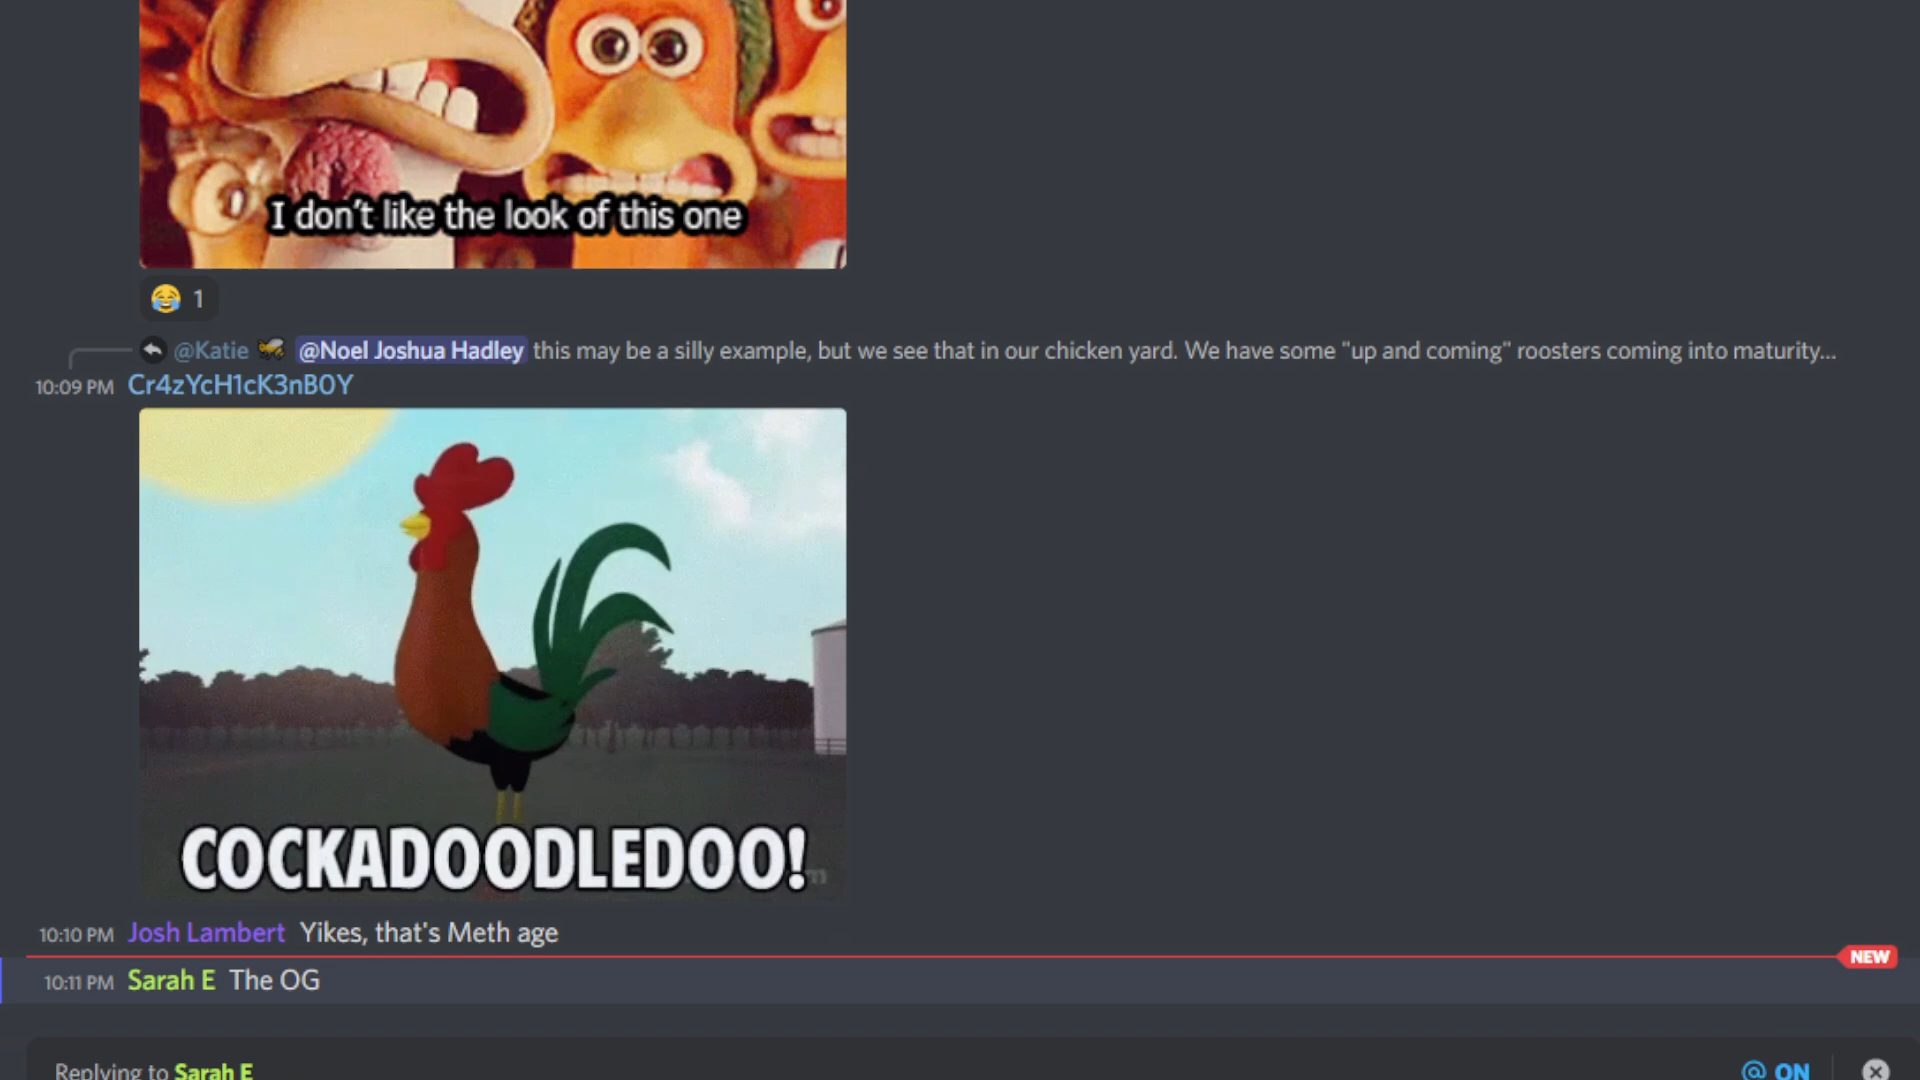 I don't like the look of this one
1
@Katie @Noel Joshua Hadley this may be a silly example, but we see that in our chicken yard. We have some "up and coming" roosters coming into maturity...
10:09 PM Cr4zYcH1cK3nB0Y
COCKADOODLEDOO!
10:10 PM Josh Lambert Yikes, that's Meth age
NEW
10:11 PM Sarah E The OG
Replying to Sarah E @ ON